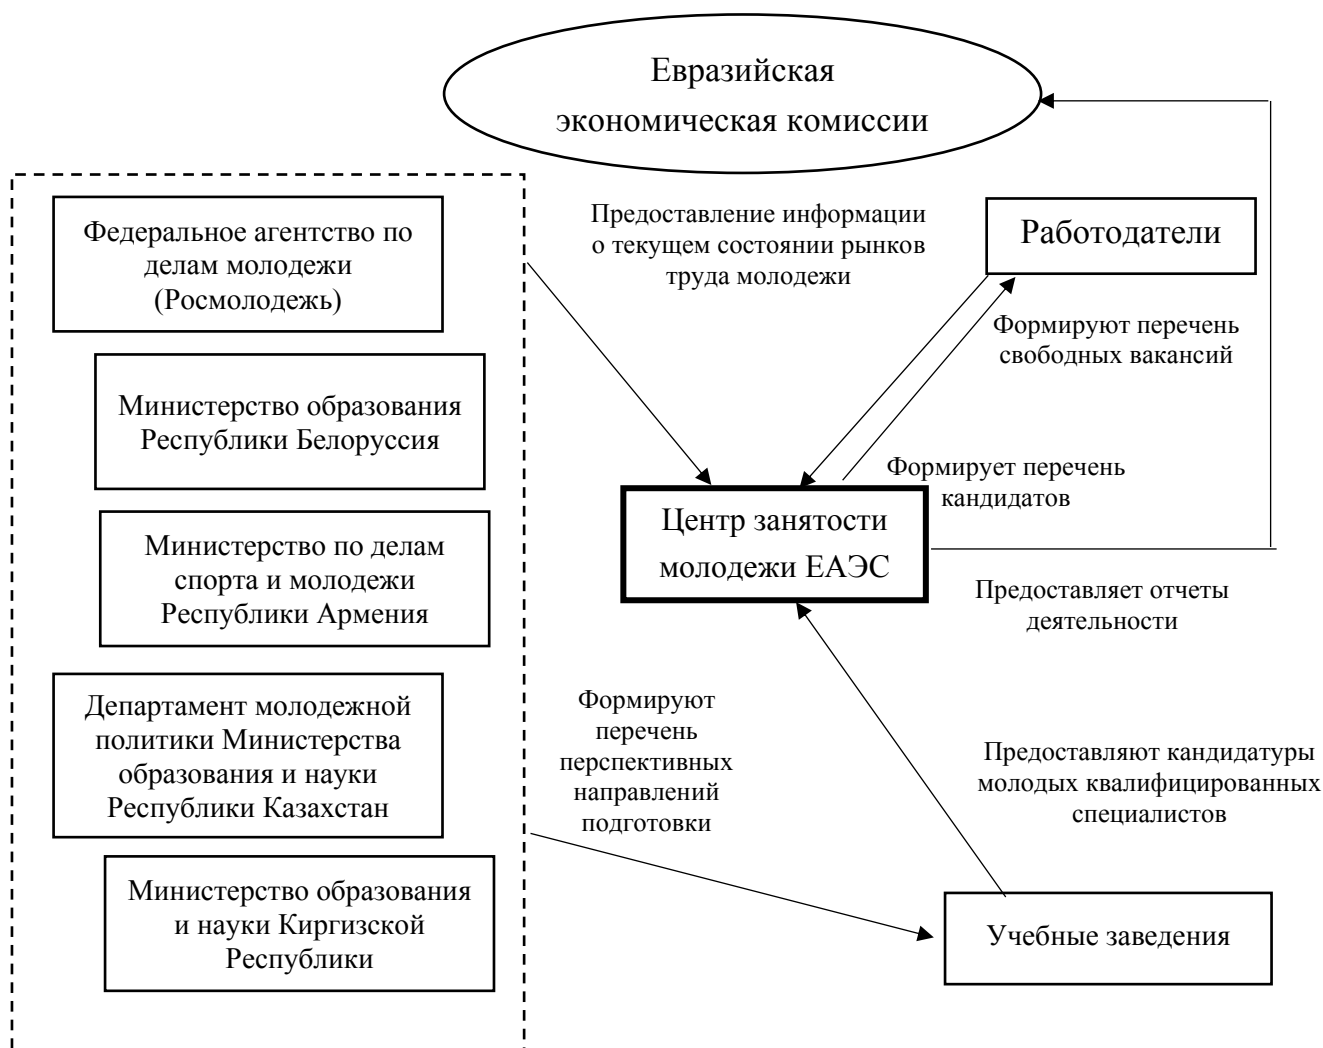 Евразийская
экономическая комиссии
Федеральное агентство по
делам молодежи
(Росмолодежь)
Предоставление информации
о текущем состоянии рынков
труда молодежи
Работодатели
Формируют перечень
свободных вакансий
Министерство образования
Республики Белоруссия
Формирует перечень
кандидатов
Центр занятости
молодежи ЕАЭС
Министерство по делам
спорта и молодежи
Республики Армения
Предоставляет отчеты
деятельности
Департамент молодежной
политики Министерства
образования и науки
Республики Казахстан
Формируют
перечень
перспективных
направлений
подготовки
Предоставляют кандидатуры
молодых квалифицированных
специалистов
Министерство образования
и науки Киргизской
Республики
Учебные заведения